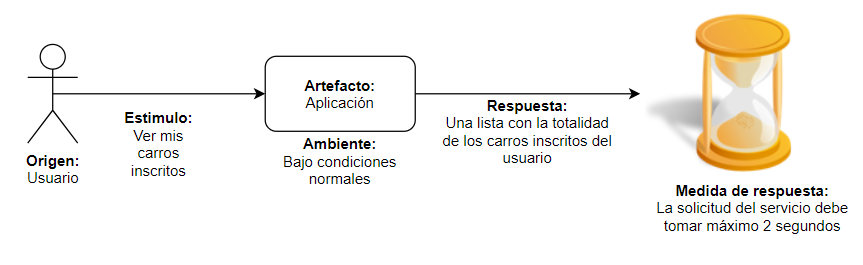 Origen:
Usuario
Estimulo:
Ver mis
carros
inscritos
Artefacto:
Aplicación
Ambiente:
Bajo condiciones
normales
Respuesta:
Una lista con la totalidad
de los carros inscritos del
usuario
Medida de respuesta:
La solicitud del servicio debe
tomar máximo 2 segundos